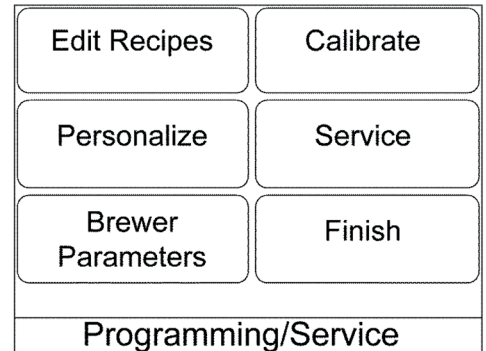 Edit Recipes
Calibrate
Personalize
Service
Brewer
Parameters
Finish
Programming/Service